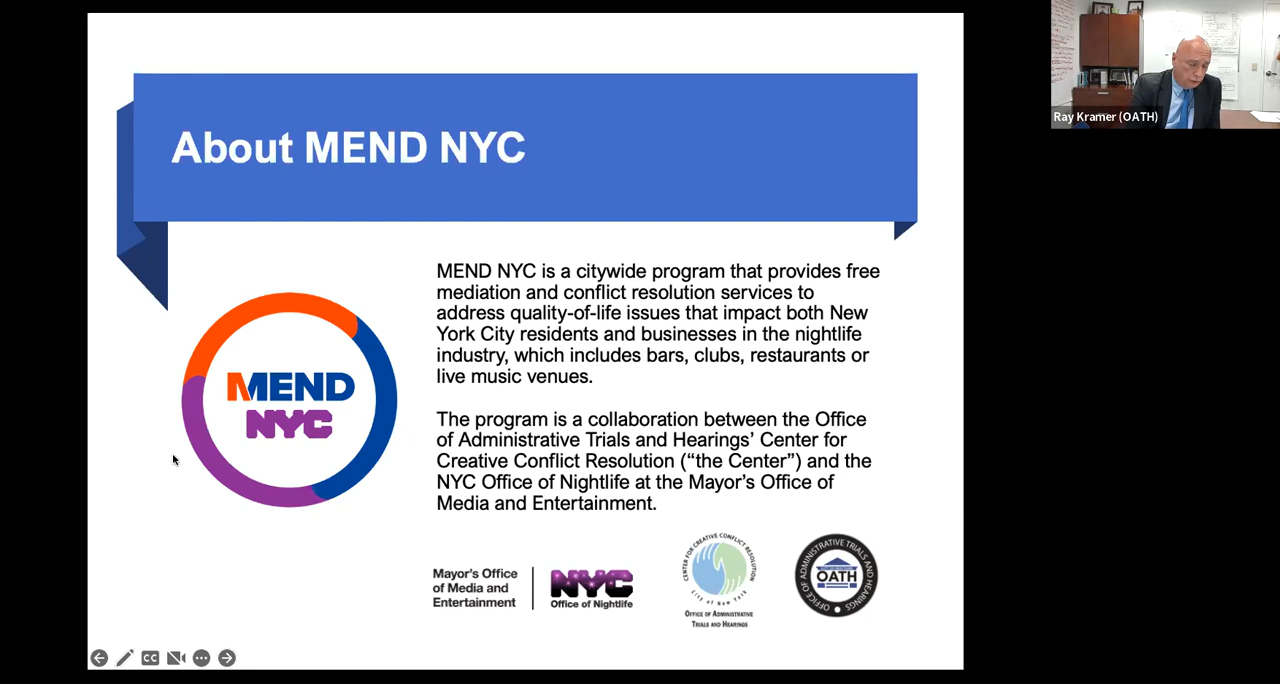 About MEND NYC
Ray Kramer (OATH)
MEND NYC is a citywide program that provides free
mediation and conflict resolution services to
address quality-of-life issues that impact both New
York City residents and businesses in the nightlife
industry, which includes bars, clubs, restaurants or
live music venues.
The program is a collaboration between the Office
of Administrative Trials and Hearings’ Center for
Creative Conflict Resolution (“the Center”) and the
NYC Office of Nightlife at the Mayor’s Office of
Media and Entertainment.
MEND
NYC
Mayor’s Office
of Media and
Entertainment
NYC
Office of Nightlife
CENTER FOR CREATIVE CONFLICT RESOLUTION
City of New York
OFFICE OF ADMINISTRATIVE
TRIALS AND HEARINGS
OFFICE OF ADMINISTRATIVE TRIALS AND HEARINGS
OATH
CC